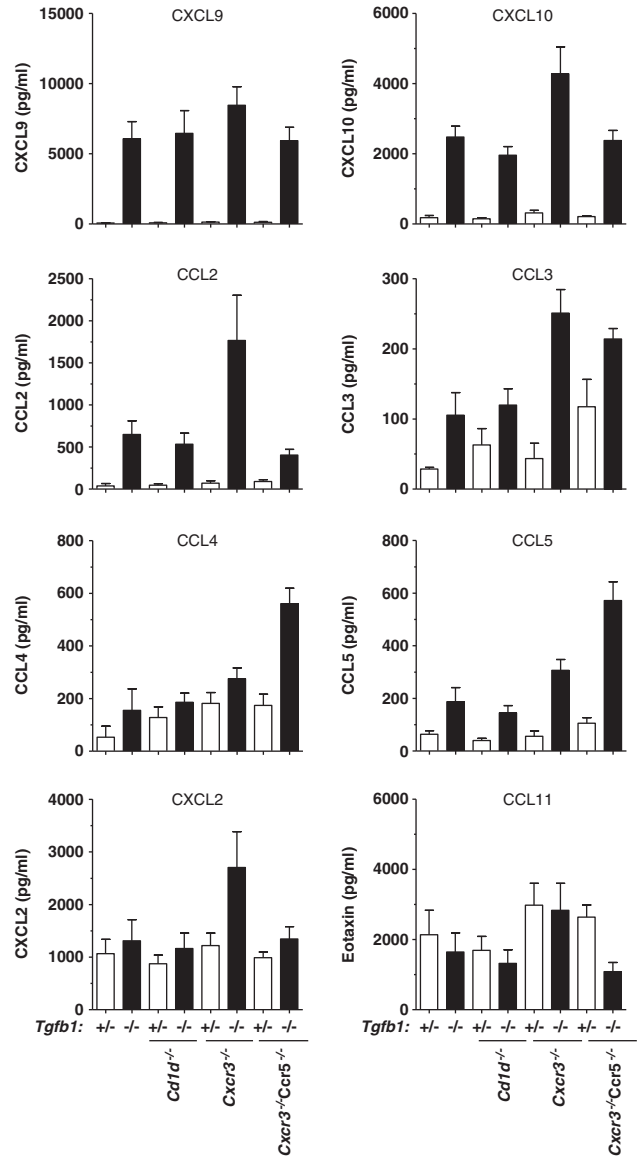 CXCL9
CXCL9 (pg/ml)
15000
10000
5000
0
CXCL10
CXCL10 (pg/ml)
6000
4000
2000
0
CCL2
CCL2 (pg/ml)
2500
2000
1500
1000
500
0
CCL3
CCL3 (pg/ml)
300
200
100
0
CCL4
CCL4 (pg/ml)
800
600
400
200
0
CCL5
CCL5 (pg/ml)
800
600
400
200
0
CXCL2
CXCL2 (pg/ml)
4000
3000
2000
1000
0
CCL11
Eotaxin (pg/ml)
6000
4000
2000
0
Tgfb1: +/- -/- +/- -/- +/- -/- +/- -/-
Cd1d-/-
Cxcr3-/-
Cxcr3-/-Ccr5-/-
Tgfb1: +/- -/- +/- -/- +/- -/- +/- -/-
Cd1d-/-
Cxcr3-/-
Cxcr3-/-Ccr5-/-